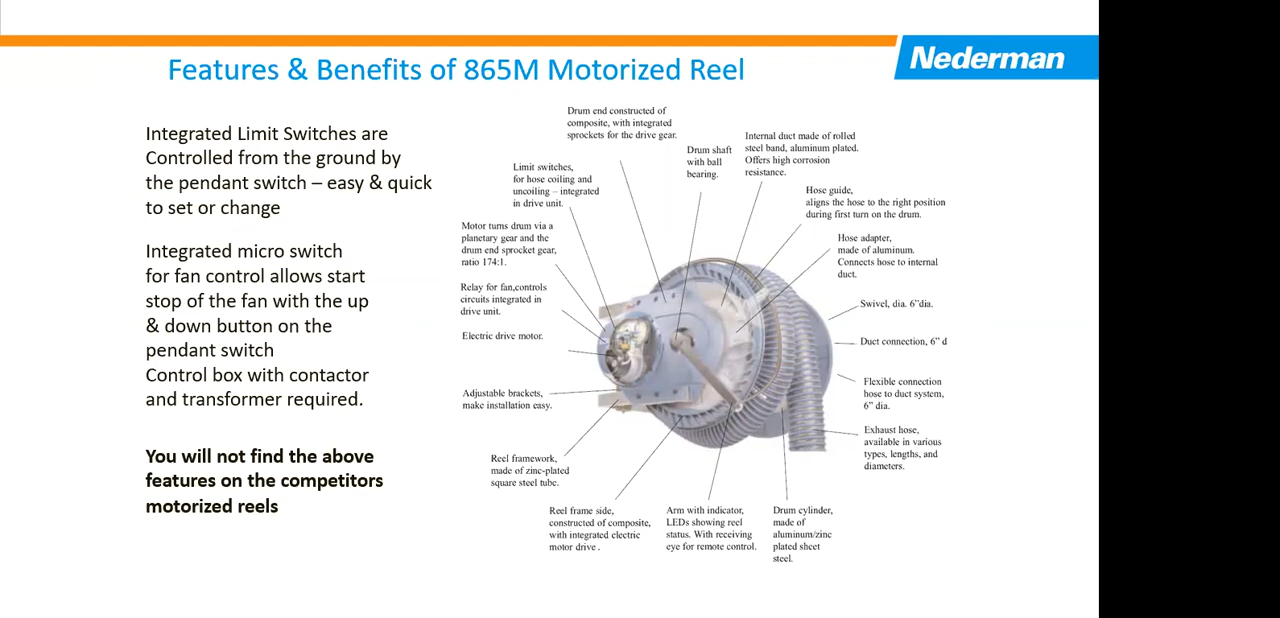 Nederman
Features & Benefits of 865M Motorized Reel
Integrated Limit Switches are
Controlled from the ground by
the pendant switch – easy & quick
to set or change
Integrated micro switch
for fan control allows start
stop of the fan with the up
& down button on the
pendant switch
Control box with contactor
and transformer required.
You will not find the above
features on the competitors
motorized reels
Drum end constructed of
composite, with integrated
sprockets for the drive gear.
Drum shaft
with ball
bearing.
Internal duct made of rolled
steel band, aluminum plated.
Offers high corrosion
resistance.
Limit switches,
for hose coiling and
uncoiling – integrated
in drive unit.
Hose guide,
aligns the hose to the right position
during first turn on the drum.
Motor turns drum via a
planetary gear and the
drum end sprocket gear,
ratio 174:1.
Hose adapter,
made of aluminum.
Connects hose to internal
duct.
Relay for fan,controls
circuits integrated in
drive unit.
Swivel, dia. 6”dia.
Electric drive motor.
Duct connection, 6” d
Adjustable brackets,
make installation easy.
Flexible connection
hose to duct system,
6” dia.
Exhaust hose,
available in various
types, lengths, and
diameters.
Reel framework,
made of zinc-plated
square steel tube.
Reel frame side,
constructed of composite,
with integrated electric
motor drive .
Arm with indicator,
LEDs showing reel
status. With receiving
eye for remote control.
Drum cylinder,
made of
aluminum/zinc
plated sheet
steel.